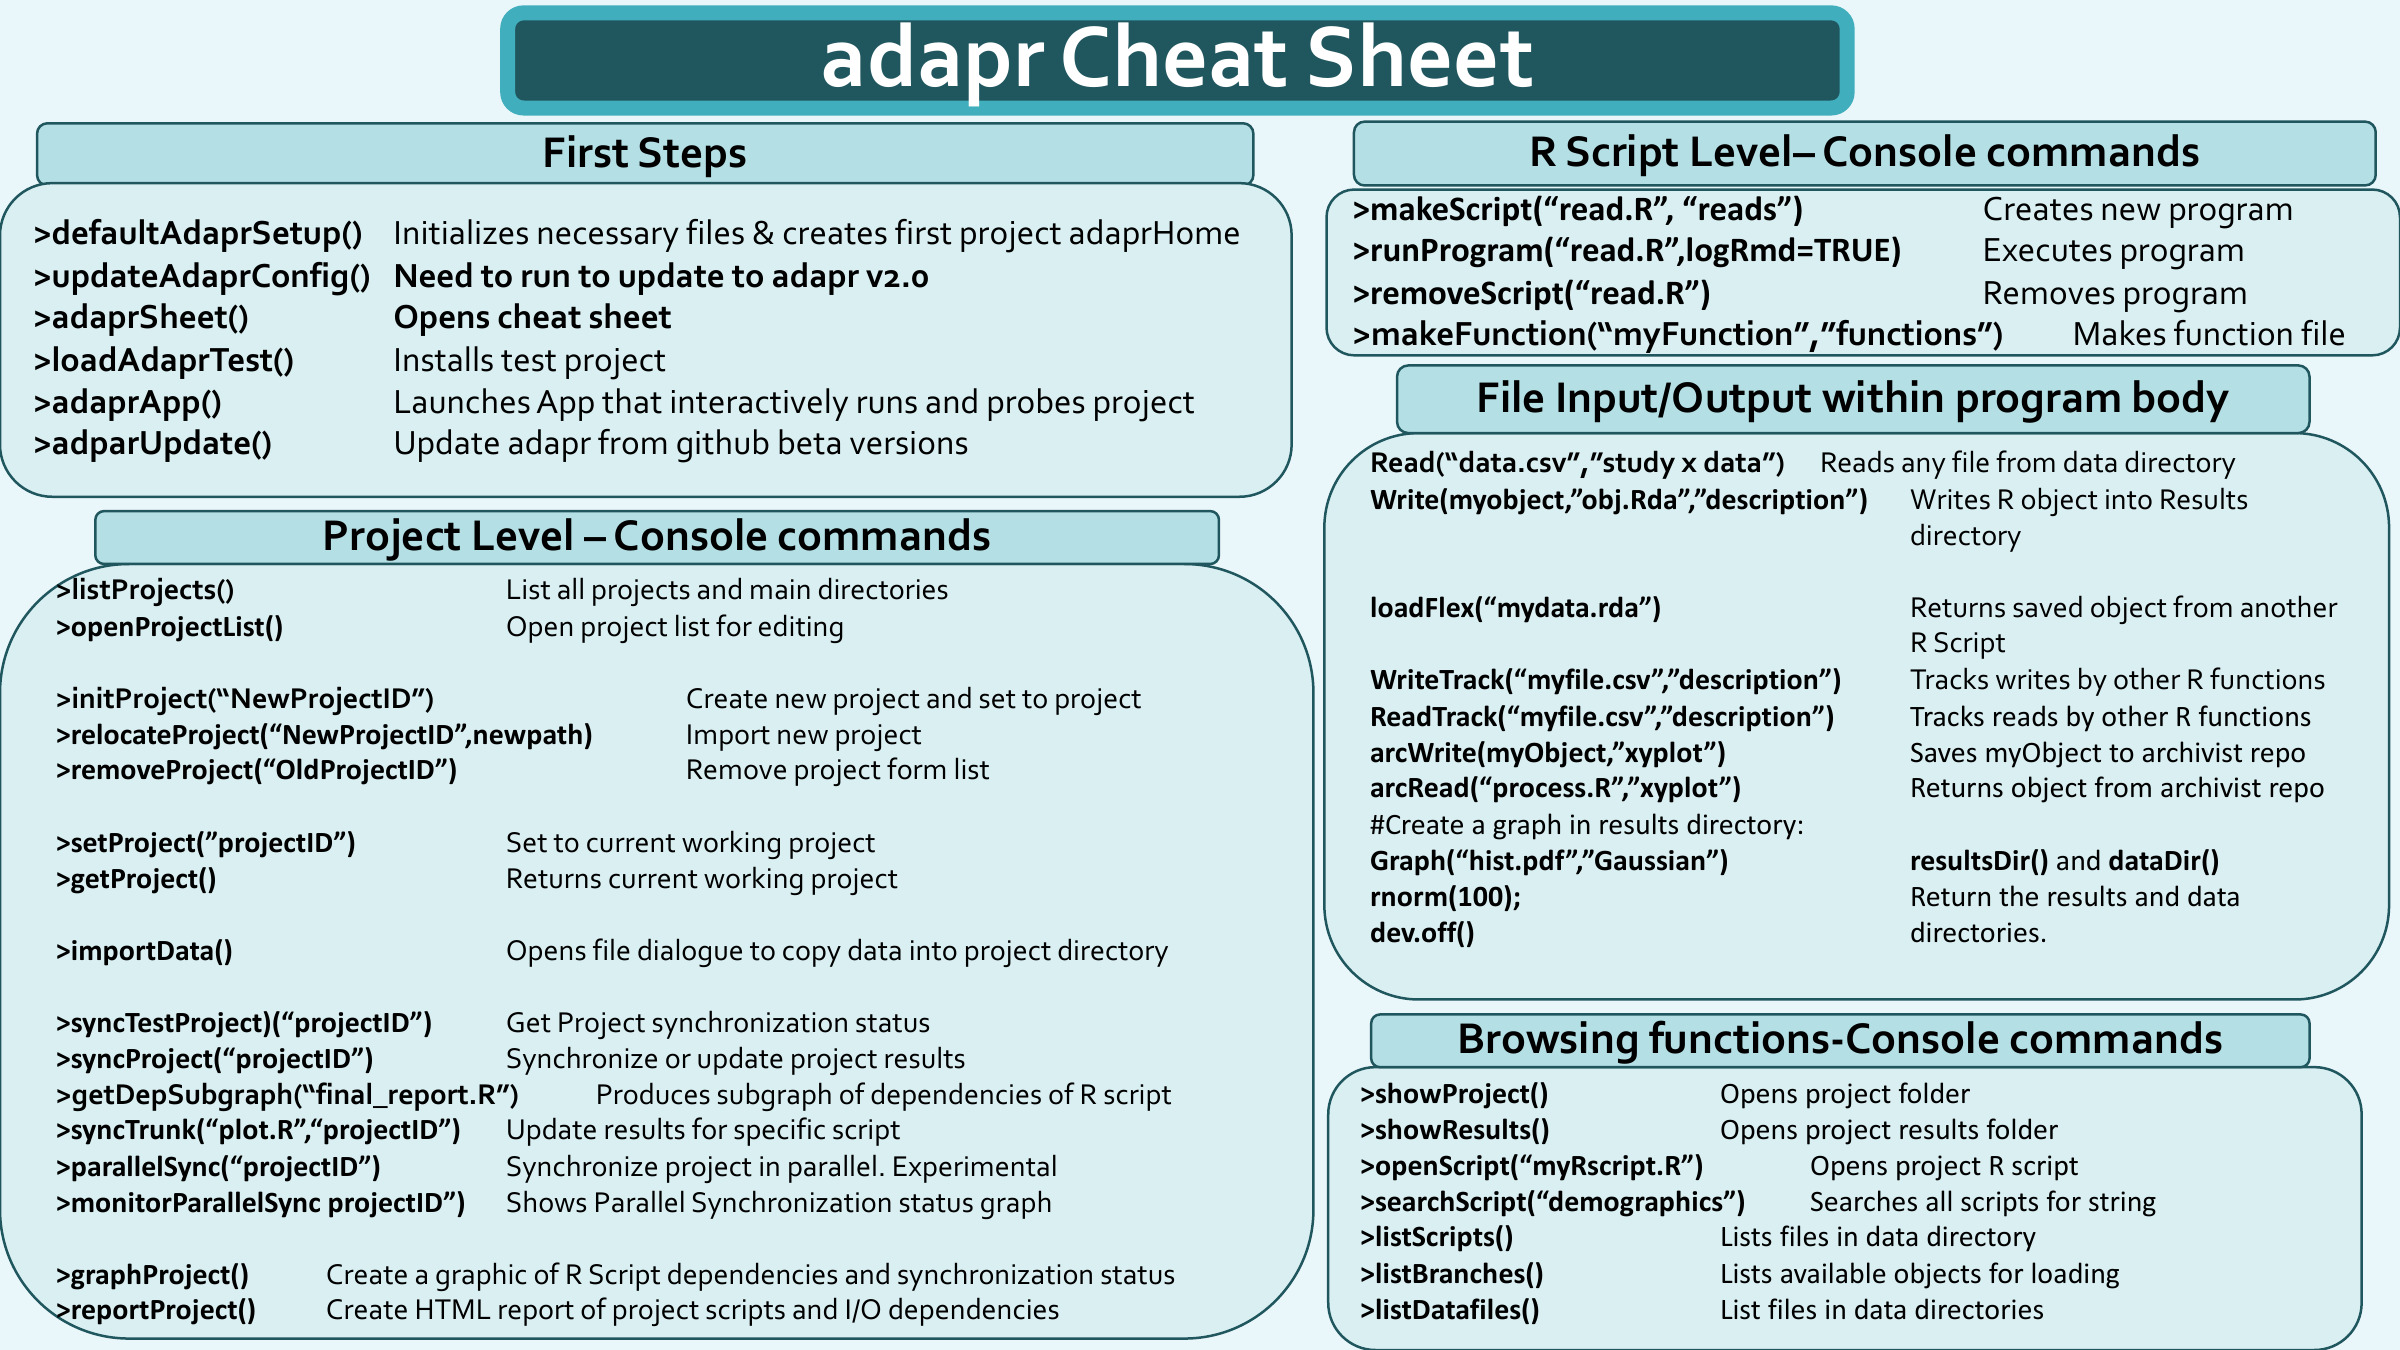 adapr Cheat Sheet
First Steps
>defaultAdaprSetup() Initializes necessary files & creates first project adaprHome
>updateAdaprConfig() Need to run to update to adapr v2.0
>adaprSheet() Opens cheat sheet
>loadAdaprTest() Installs test project
>adaprApp() Launches App that interactively runs and probes project
>adparUpdate() Update adapr from github beta versions
Project Level – Console commands
>listProjects() List all projects and main directories
>openProjectList() Open project list for editing
>initProject(“NewProjectID”) Create new project and set to project
>relocateProject(“NewProjectID”,newpath) Import new project
>removeProject(“OldProjectID”) Remove project form list
>setProject(”projectID”) Set to current working project
>getProject() Returns current working project
>importData() Opens file dialogue to copy data into project directory
>syncTestProject)(“projectID”) Get Project synchronization status
>syncProject(“projectID”) Synchronize or update project results
>getDepSubgraph(“final_report.R”) Produces subgraph of dependencies of R script
>syncTrunk(“plot.R”,“projectID”) Update results for specific script
>parallelSync(“projectID”) Synchronize project in parallel. Experimental
>monitorParallelSync projectID”) Shows Parallel Synchronization status graph
>graphProject() Create a graphic of R Script dependencies and synchronization status
>reportProject() Create HTML report of project scripts and I/O dependencies
R Script Level– Console commands
>makeScript(“read.R”, “reads”) Creates new program
>runProgram(“read.R”,logRmd=TRUE) Executes program
>removeScript(“read.R”) Removes program
>makeFunction(“myFunction”,”functions”) Makes function file
File Input/Output within program body
Read(“data.csv”,”study x data”) Reads any file from data directory
Write(myobject,”obj.Rda”,”description”) Writes R object into Results
directory
loadFlex(“mydata.rda”) Returns saved object from another
R Script
WriteTrack(“myfile.csv”,”description”) Tracks writes by other R functions
ReadTrack(“myfile.csv”,”description”) Tracks reads by other R functions
arcWrite(myObject,”xyplot”) Saves myObject to archivist repo
arcRead(“process.R”,”xyplot”) Returns object from archivist repo
#Create a graph in results directory:
Graph(“hist.pdf”,”Gaussian”) resultsDir() and dataDir()
rnorm(100); Return the results and data
dev.off() directories.
Browsing functions-Console commands
>showProject() Opens project folder
>showResults() Opens project results folder
>openScript(“myRscript.R”) Opens project R script
>searchScript(“demographics”) Searches all scripts for string
>listScripts() Lists files in data directory
>listBranches() Lists available objects for loading
>listDatafiles() List files in data directories